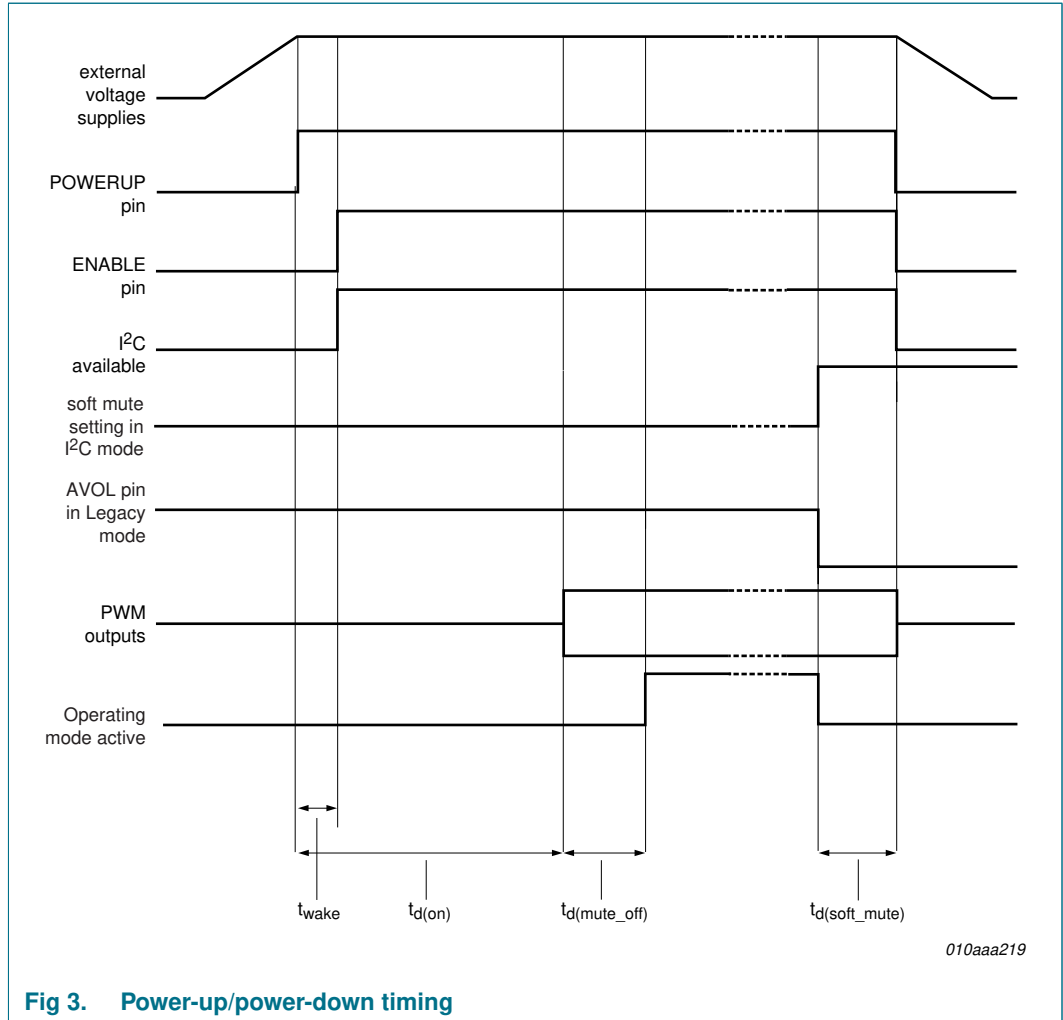 external
voltage
supplies
POWERUP
pin
ENABLE
pin
I²C
available
soft mute
setting in
I²C mode
AVOL pin
in Legacy
mode
PWM
outputs
Operating
mode active
twake td(on) td(mute_off) td(soft_mute)
010aaa219
Fig 3. Power-up/power-down timing